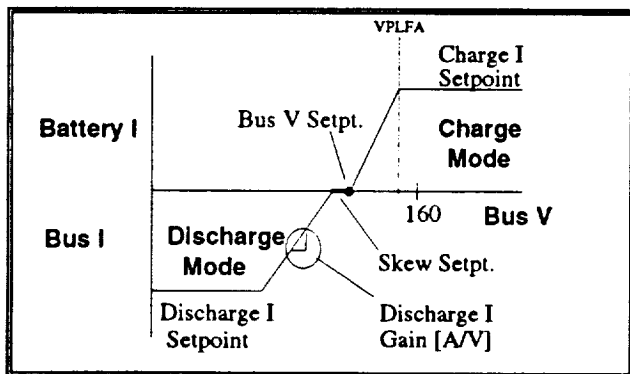 VPLFA
Charge I
Setpoint
Bus V Setpt.
Battery I
Charge
Mode
160
Bus V
Bus I
Discharge
Mode
Skew Setpt.
Discharge I
Setpoint
Discharge I
Gain [A/V]